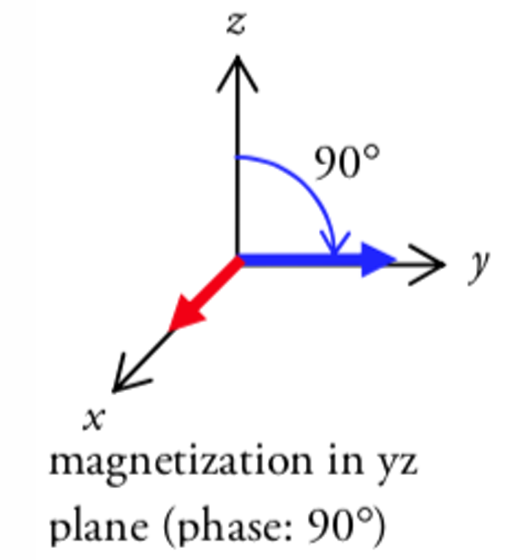 z
90°
y
x
magnetization in yz
plane (phase: 90°)